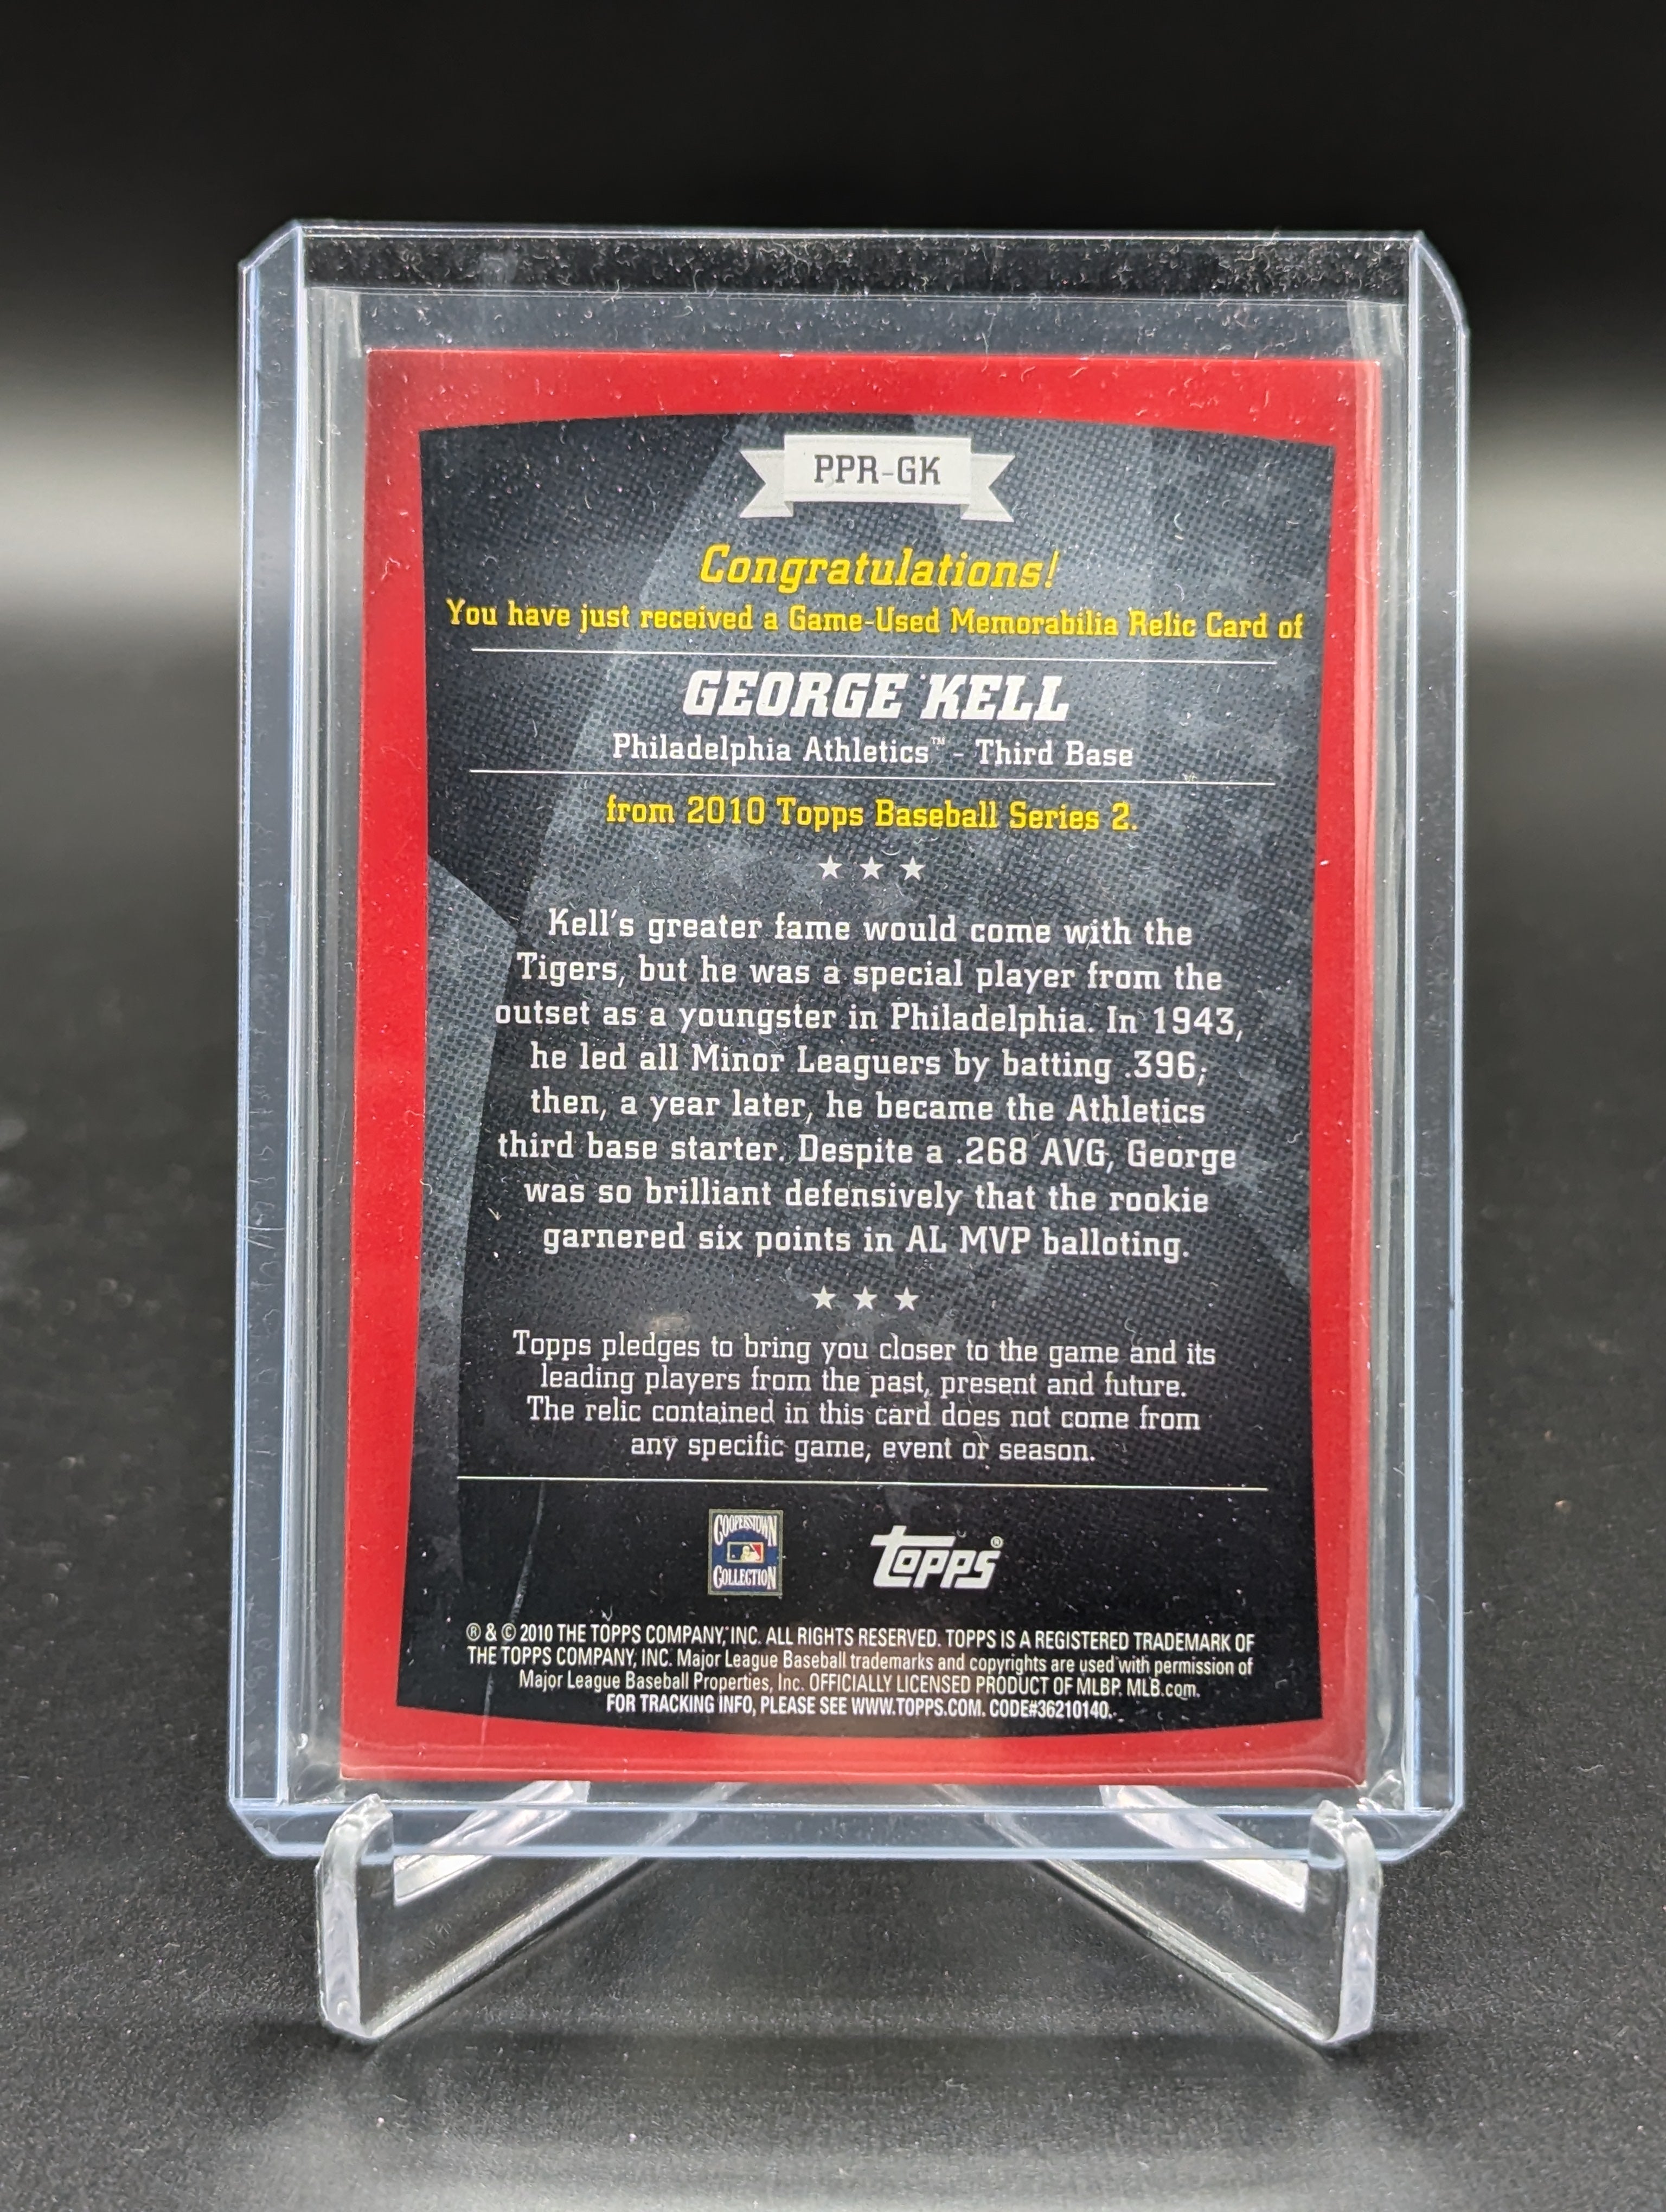 PPR-GK
Congratulations!
You have just received a Game-Used Memorabilia Relic Card of
GEORGE KELL
Philadelphia Athletics™ - Third Base
from 2010 Topps Baseball Series 2.
★ ★ ★
Kell's greater fame would come with the
Tigers, but he was a special player from the
outset as a youngster in Philadelphia. In 1943,
he led all Minor Leaguers by batting .396;
then, a year later, he became the Athletics
third base starter. Despite a .268 AVG, George
was so brilliant defensively that the rookie
garnered six points in AL MVP balloting.
★ ★ ★
Topps pledges to bring you closer to the game and its
leading players from the past, present and future.
The relic contained in this card does not come from
any specific game, event or season.
COOPERSTOWN
COLLECTION
Topps®
® & © 2010 THE TOPPS COMPANY, INC. ALL RIGHTS RESERVED. TOPPS IS A REGISTERED TRADEMARK OF
THE TOPPS COMPANY, INC. Major League Baseball trademarks and copyrights are used with permission of
Major League Baseball Properties, Inc. OFFICIALLY LICENSED PRODUCT OF MLBP. MLB.com.
FOR TRACKING INFO, PLEASE SEE WWW.TOPPS.COM. CODE#36210140.